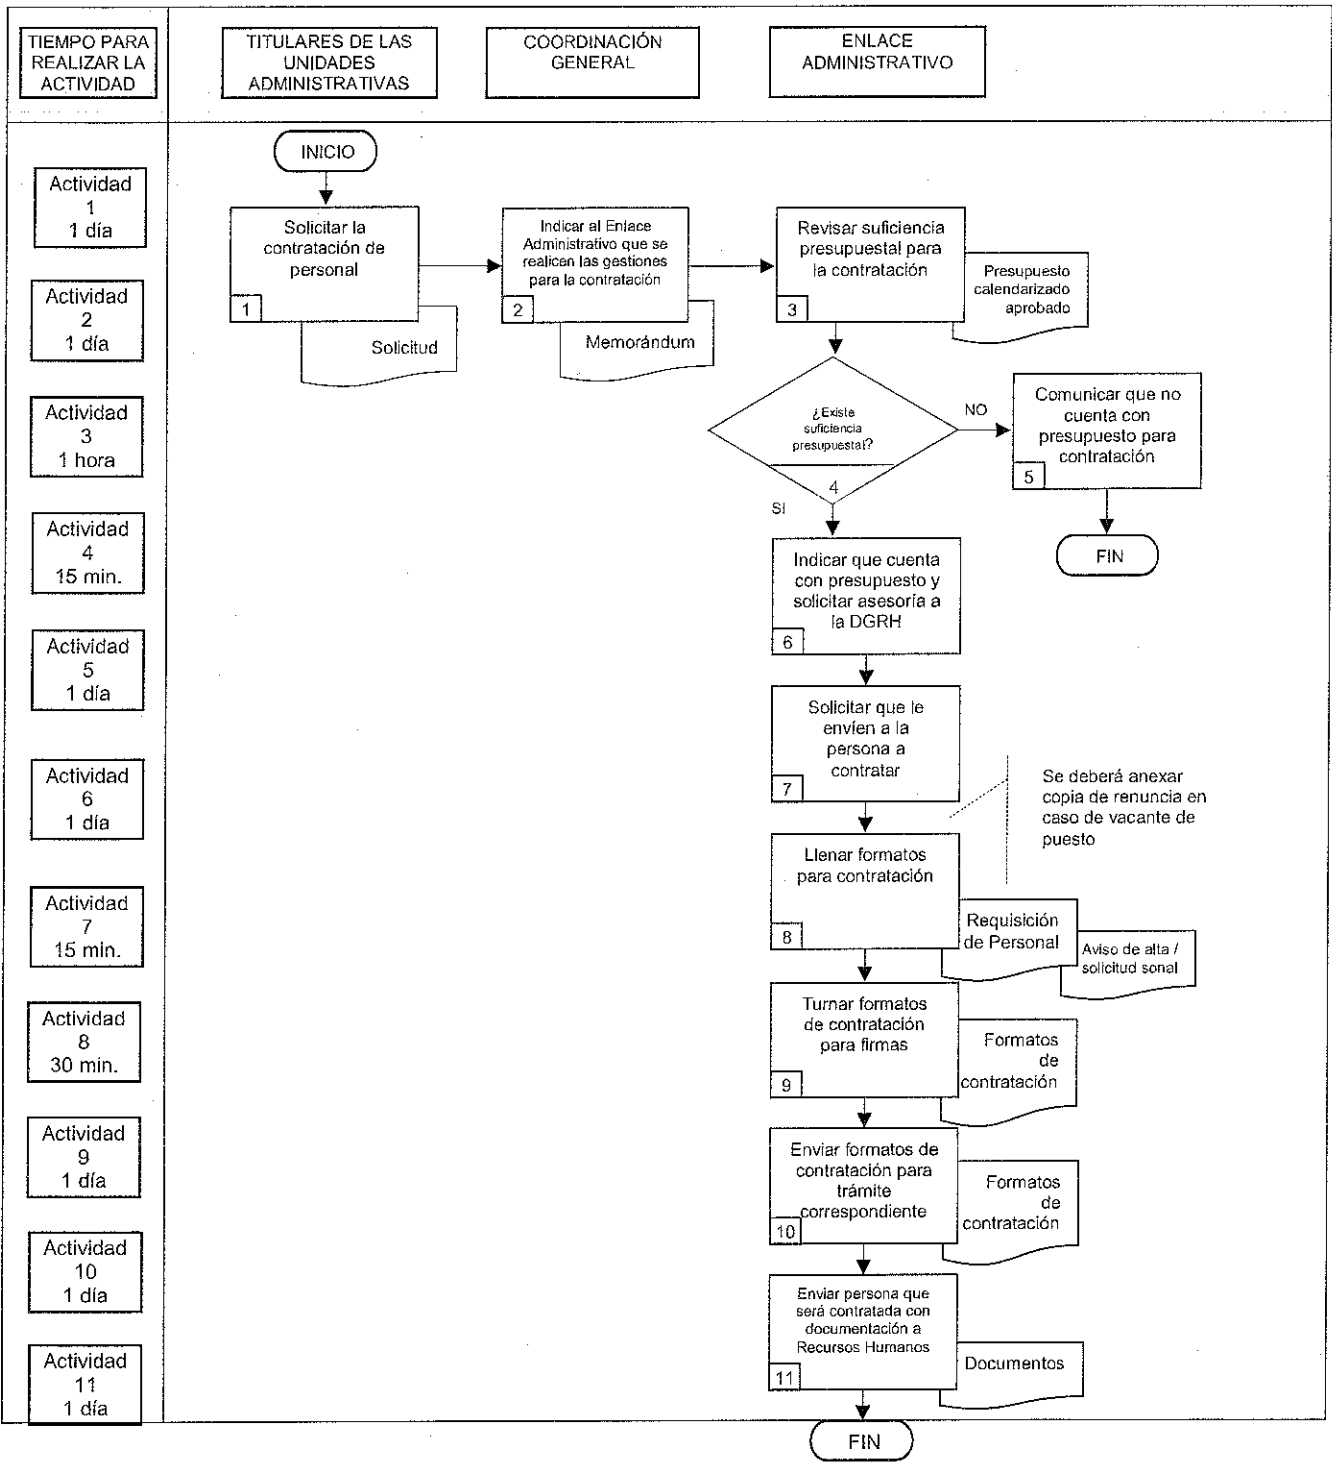 TIEMPO PARA
REALIZAR LA
ACTIVIDAD
TITULARES DE LAS
UNIDADES
ADMINISTRATIVAS
COORDINACIÓN
GENERAL
ENLACE
ADMINISTRATIVO
Actividad
1
1 día
Actividad
2
1 día
Actividad
3
1 hora
Actividad
4
15 min.
Actividad
5
1 día
Actividad
6
1 día
Actividad
7
15 min.
Actividad
8
30 min.
Actividad
9
1 día
Actividad
10
1 día
Actividad
11
1 día
INICIO
Solicitar la
contratación de
personal
1
Solicitud
Indicar al Enlace
Administrativo que se
realicen las gestiones
para la contratación
2
Memorándum
Revisar suficiencia
presupuestal para
la contratación
3
Presupuesto
calendarizado
aprobado
¿Existe
suficiencia
presupuestal?
4
NO
Comunicar que no
cuenta con
presupuesto para
contratación
5
FIN
SI
Indicar que cuenta
con presupuesto y
solicitar asesoría a
la DGRH
6
Solicitar que le
envíen a la
persona a
contratar
7
Se deberá anexar
copia de renuncia en
caso de vacante de
puesto
Llenar formatos
para contratación
8
Requisición
de Personal
Aviso de alta /
solicitud sonal
Turnar formatos
de contratación
para firmas
9
Formatos
de
contratación
Enviar formatos de
contratación para
trámite
correspondiente
10
Formatos
de
contratación
Enviar persona que
será contratada con
documentación a
Recursos Humanos
11
Documentos
FIN